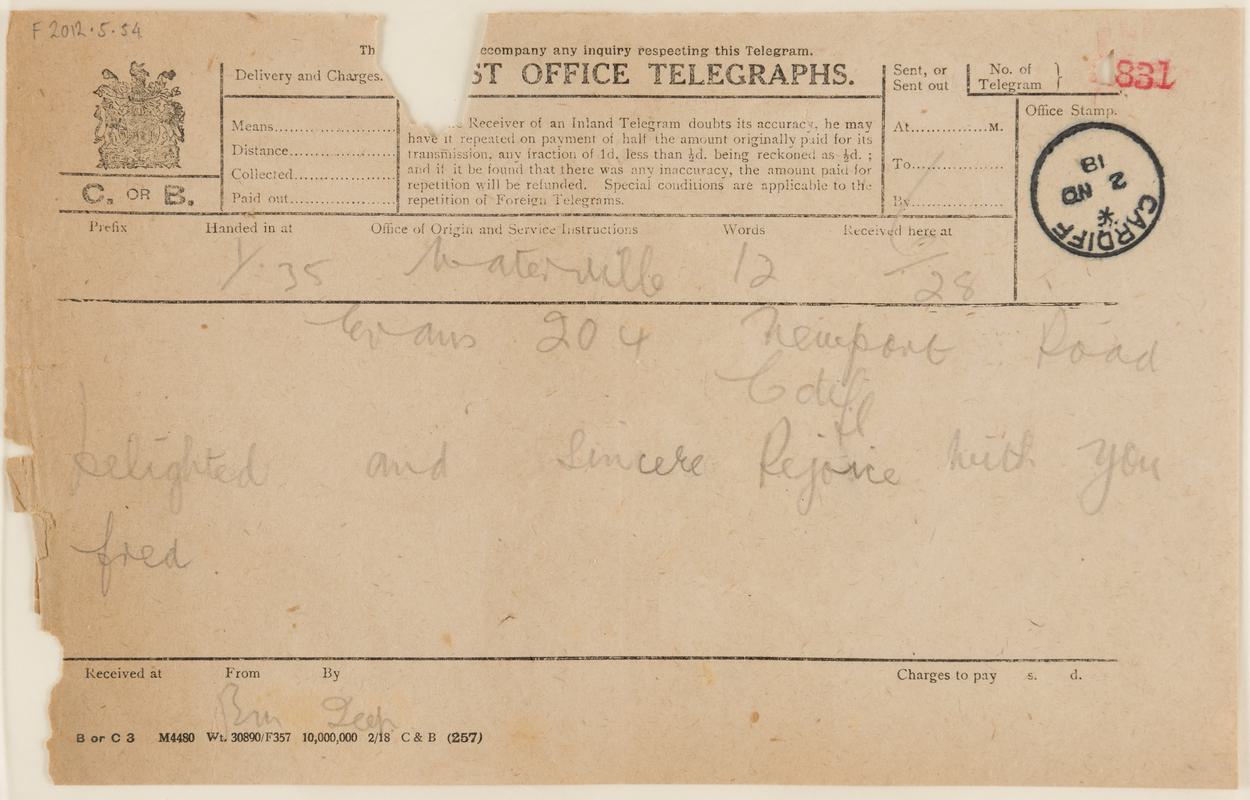 F2012.5.54
Th ccompany any inquiry respecting this Telegram.
ST OFFICE TELEGRAPHS.
Delivery and Charges.
Means
Distance
Collected
Paid out
C. OR B.
Receiver of an Inland Telegram doubts its accuracy, he may
have it repeated on payment of half the amount originally paid for its
transmission, any fraction of 1d. less than ½d. being reckoned as ½d. ;
and if it be found that there was any inaccuracy, the amount paid for
repetition will be refunded. Special conditions are applicable to the
repetition of Foreign Telegrams.
Sent, or
Sent out
At..............M.
To
By
No. of
Telegram
831
Office Stamp.
CARDIFF
2 NO
18
Prefix Handed in at Office of Origin and Service Instructions Words Received here at
1.35 Waterville 12 28
Evans 204 Newport Road
Cdif
Delighted and Sincere Rejoice with you
fred
Received at From By Charges to pay s. d.
B or C 3 M4480 Wt. 30890/F357 10,000,000 2/18 C & B (257)